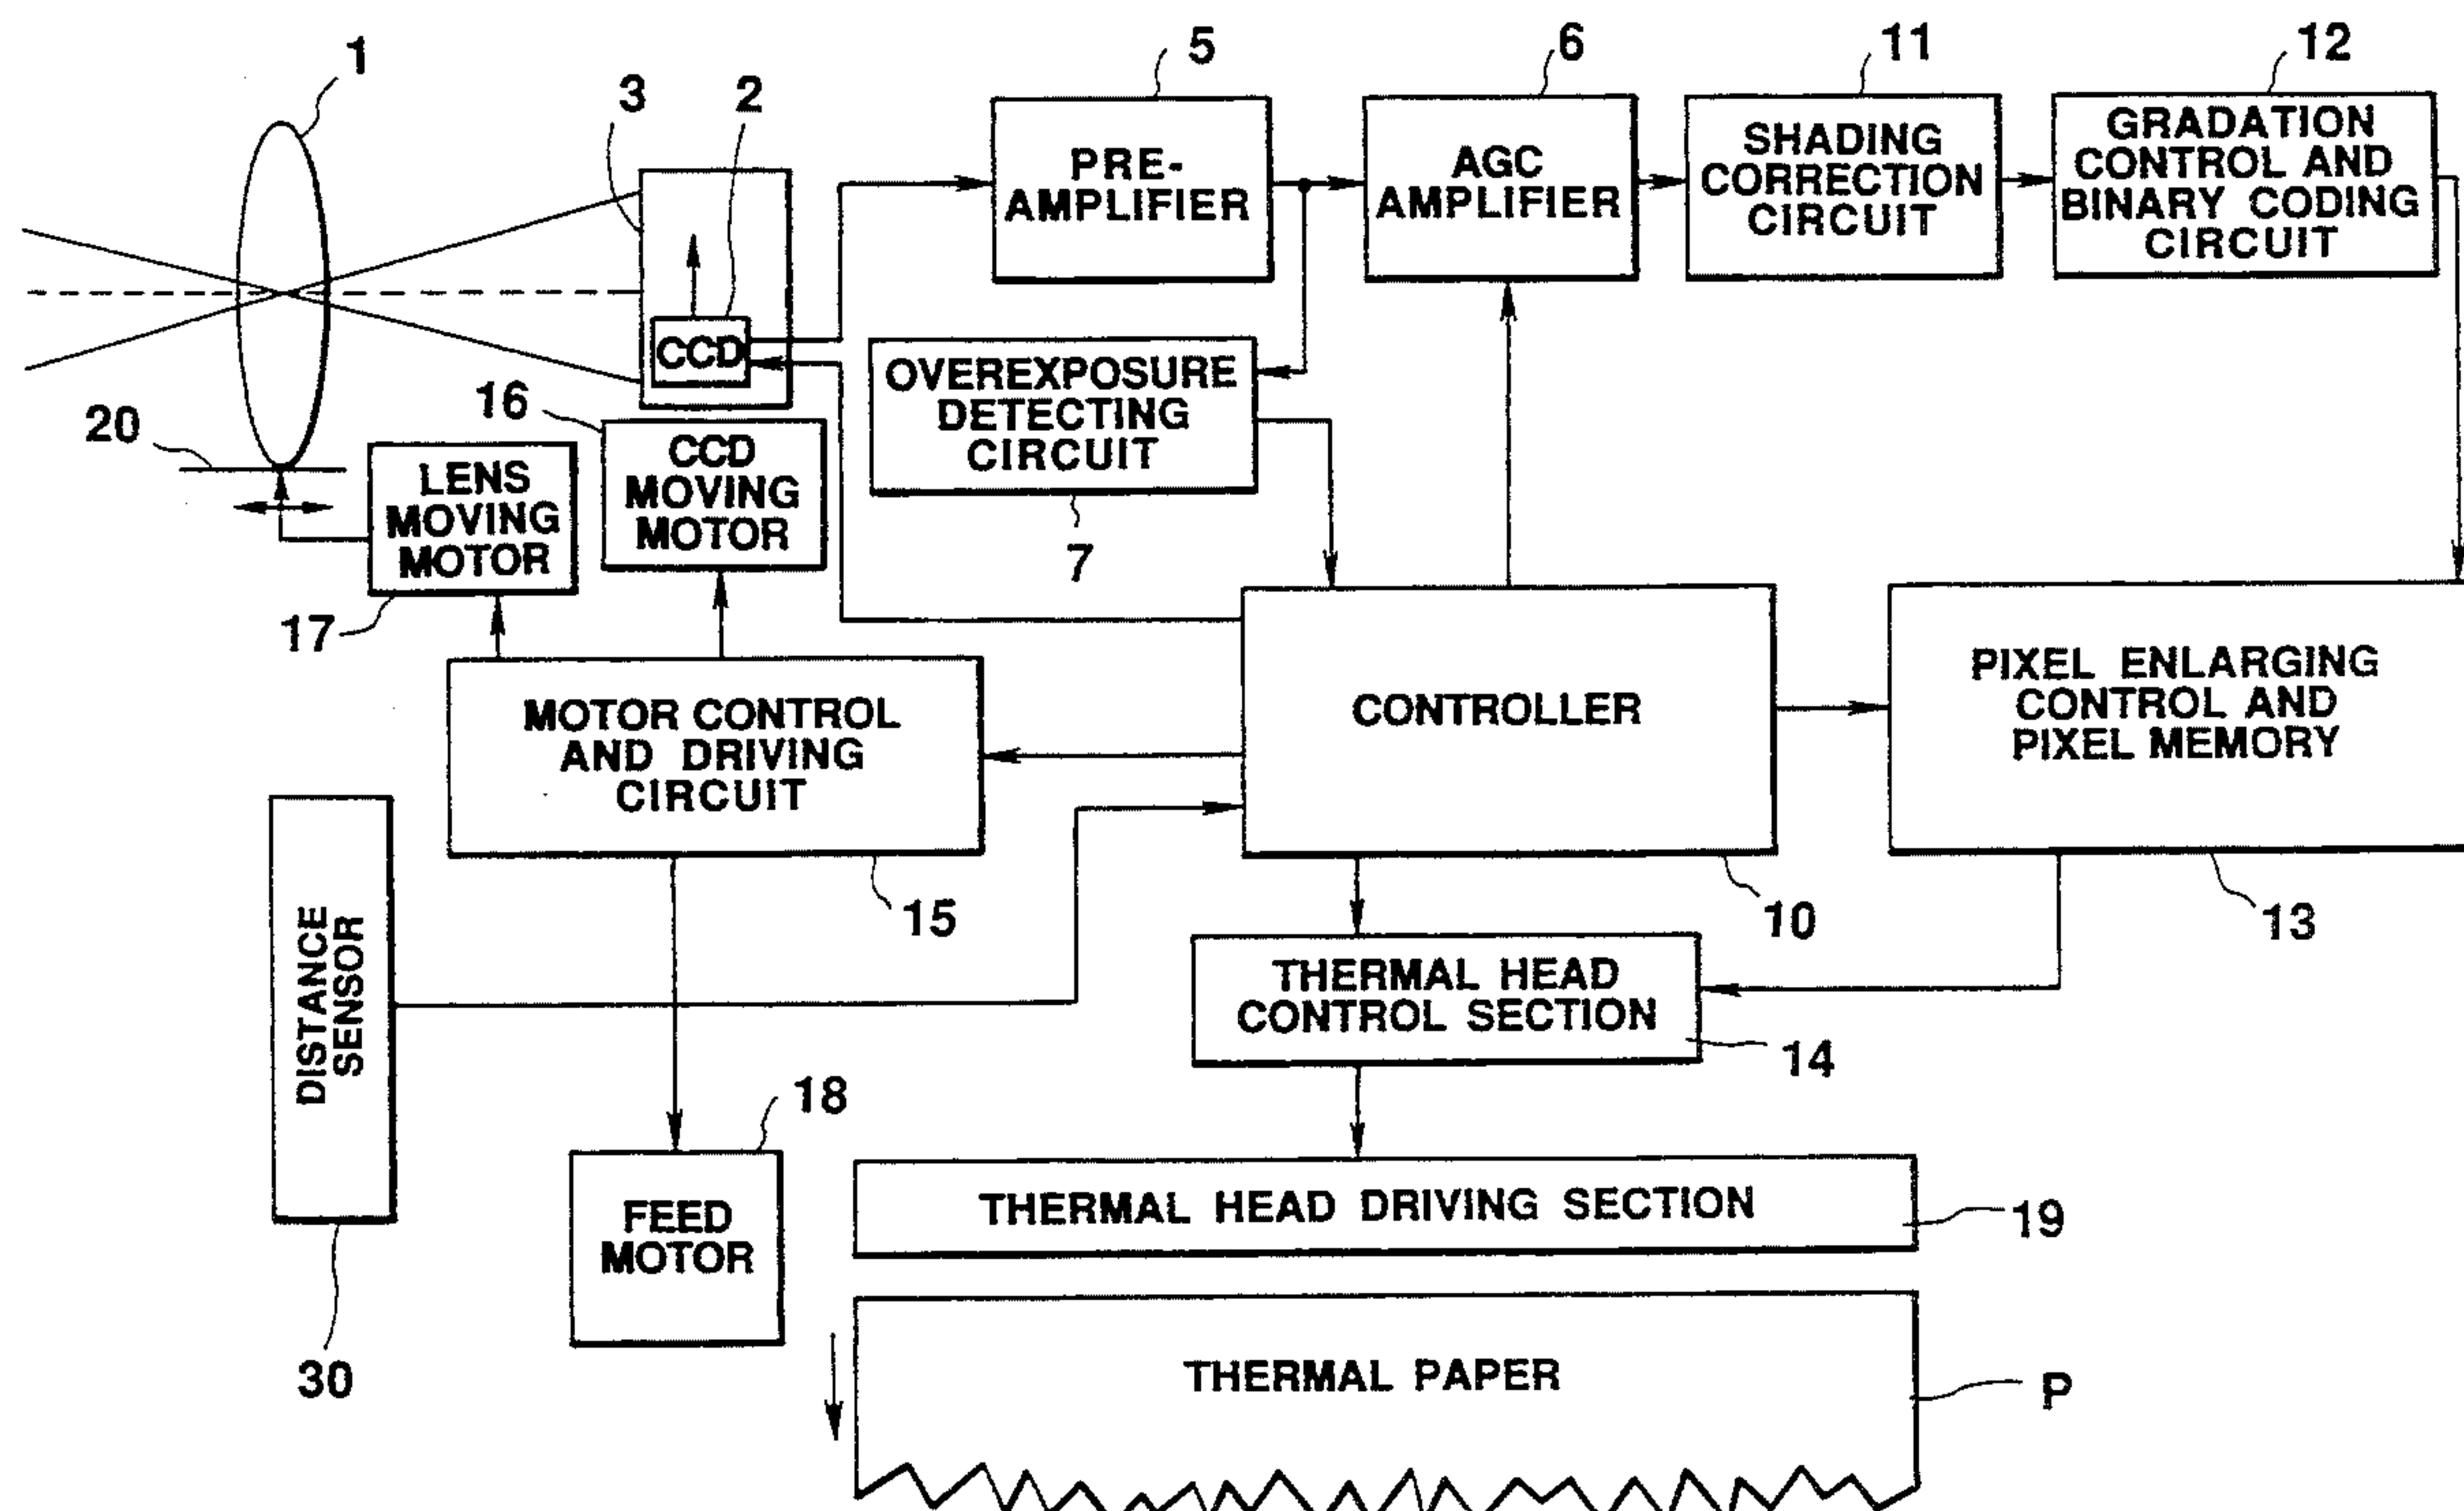 1
3
2
5
6
11
12
PRE-
AMPLIFIER
AGC
AMPLIFIER
SHADING
CORRECTION
CIRCUIT
GRADATION
CONTROL AND
BINARY CODING
CIRCUIT
CCD
OVEREXPOSURE
DETECTING
CIRCUIT
7
20
16
LENS
MOVING
MOTOR
17
CCD
MOVING
MOTOR
MOTOR CONTROL
AND DRIVING
CIRCUIT
15
CONTROLLER
10
PIXEL ENLARGING
CONTROL AND
PIXEL MEMORY
13
DISTANCE
SENSOR
30
THERMAL HEAD
CONTROL SECTION
14
18
FEED
MOTOR
THERMAL HEAD DRIVING SECTION
19
THERMAL PAPER
P